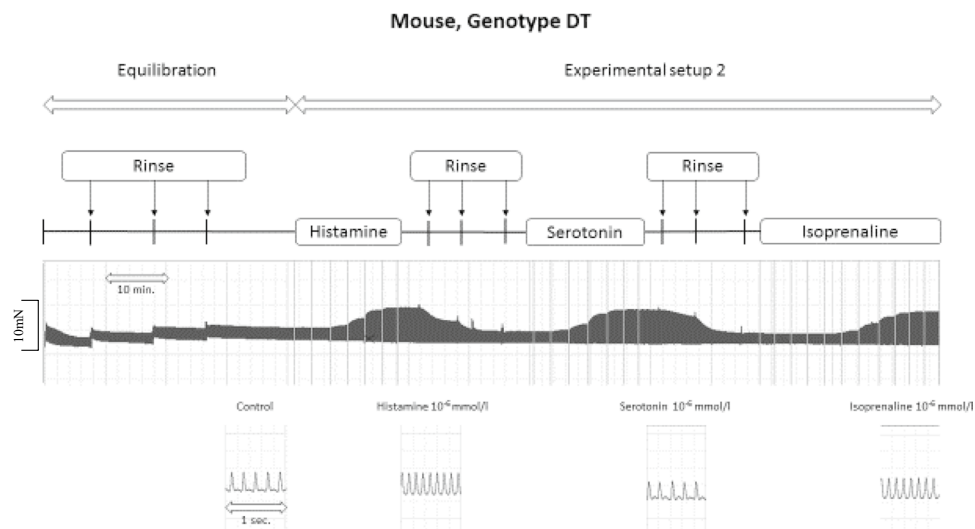 Mouse, Genotype DT
Equilibration
Experimental setup 2
Rinse
Rinse
Rinse
Histamine
Serotonin
Isoprenaline
10 min.
10mN
Control
Histamine 10⁻⁶ mmol/l
Serotonin 10⁻⁶ mmol/l
Isoprenaline 10⁻⁶ mmol/l
1 sec.